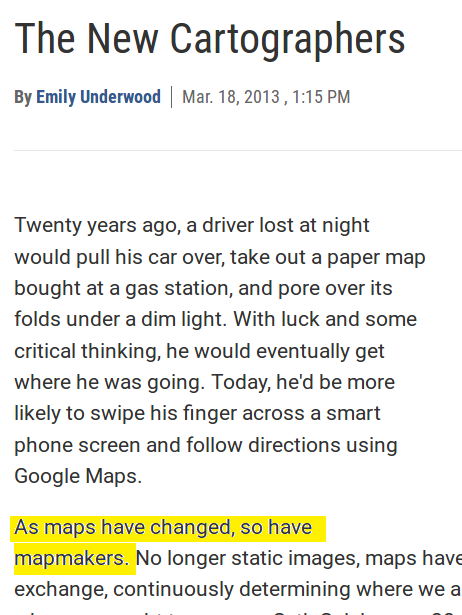 The New Cartographers
By Emily Underwood | Mar. 18, 2013 , 1:15 PM
Twenty years ago, a driver lost at night
would pull his car over, take out a paper map
bought at a gas station, and pore over its
folds under a dim light. With luck and some
critical thinking, he would eventually get
where he was going. Today, he'd be more
likely to swipe his finger across a smart
phone screen and follow directions using
Google Maps.
As maps have changed, so have
mapmakers. No longer static images, maps have
exchange, continuously determining where we a